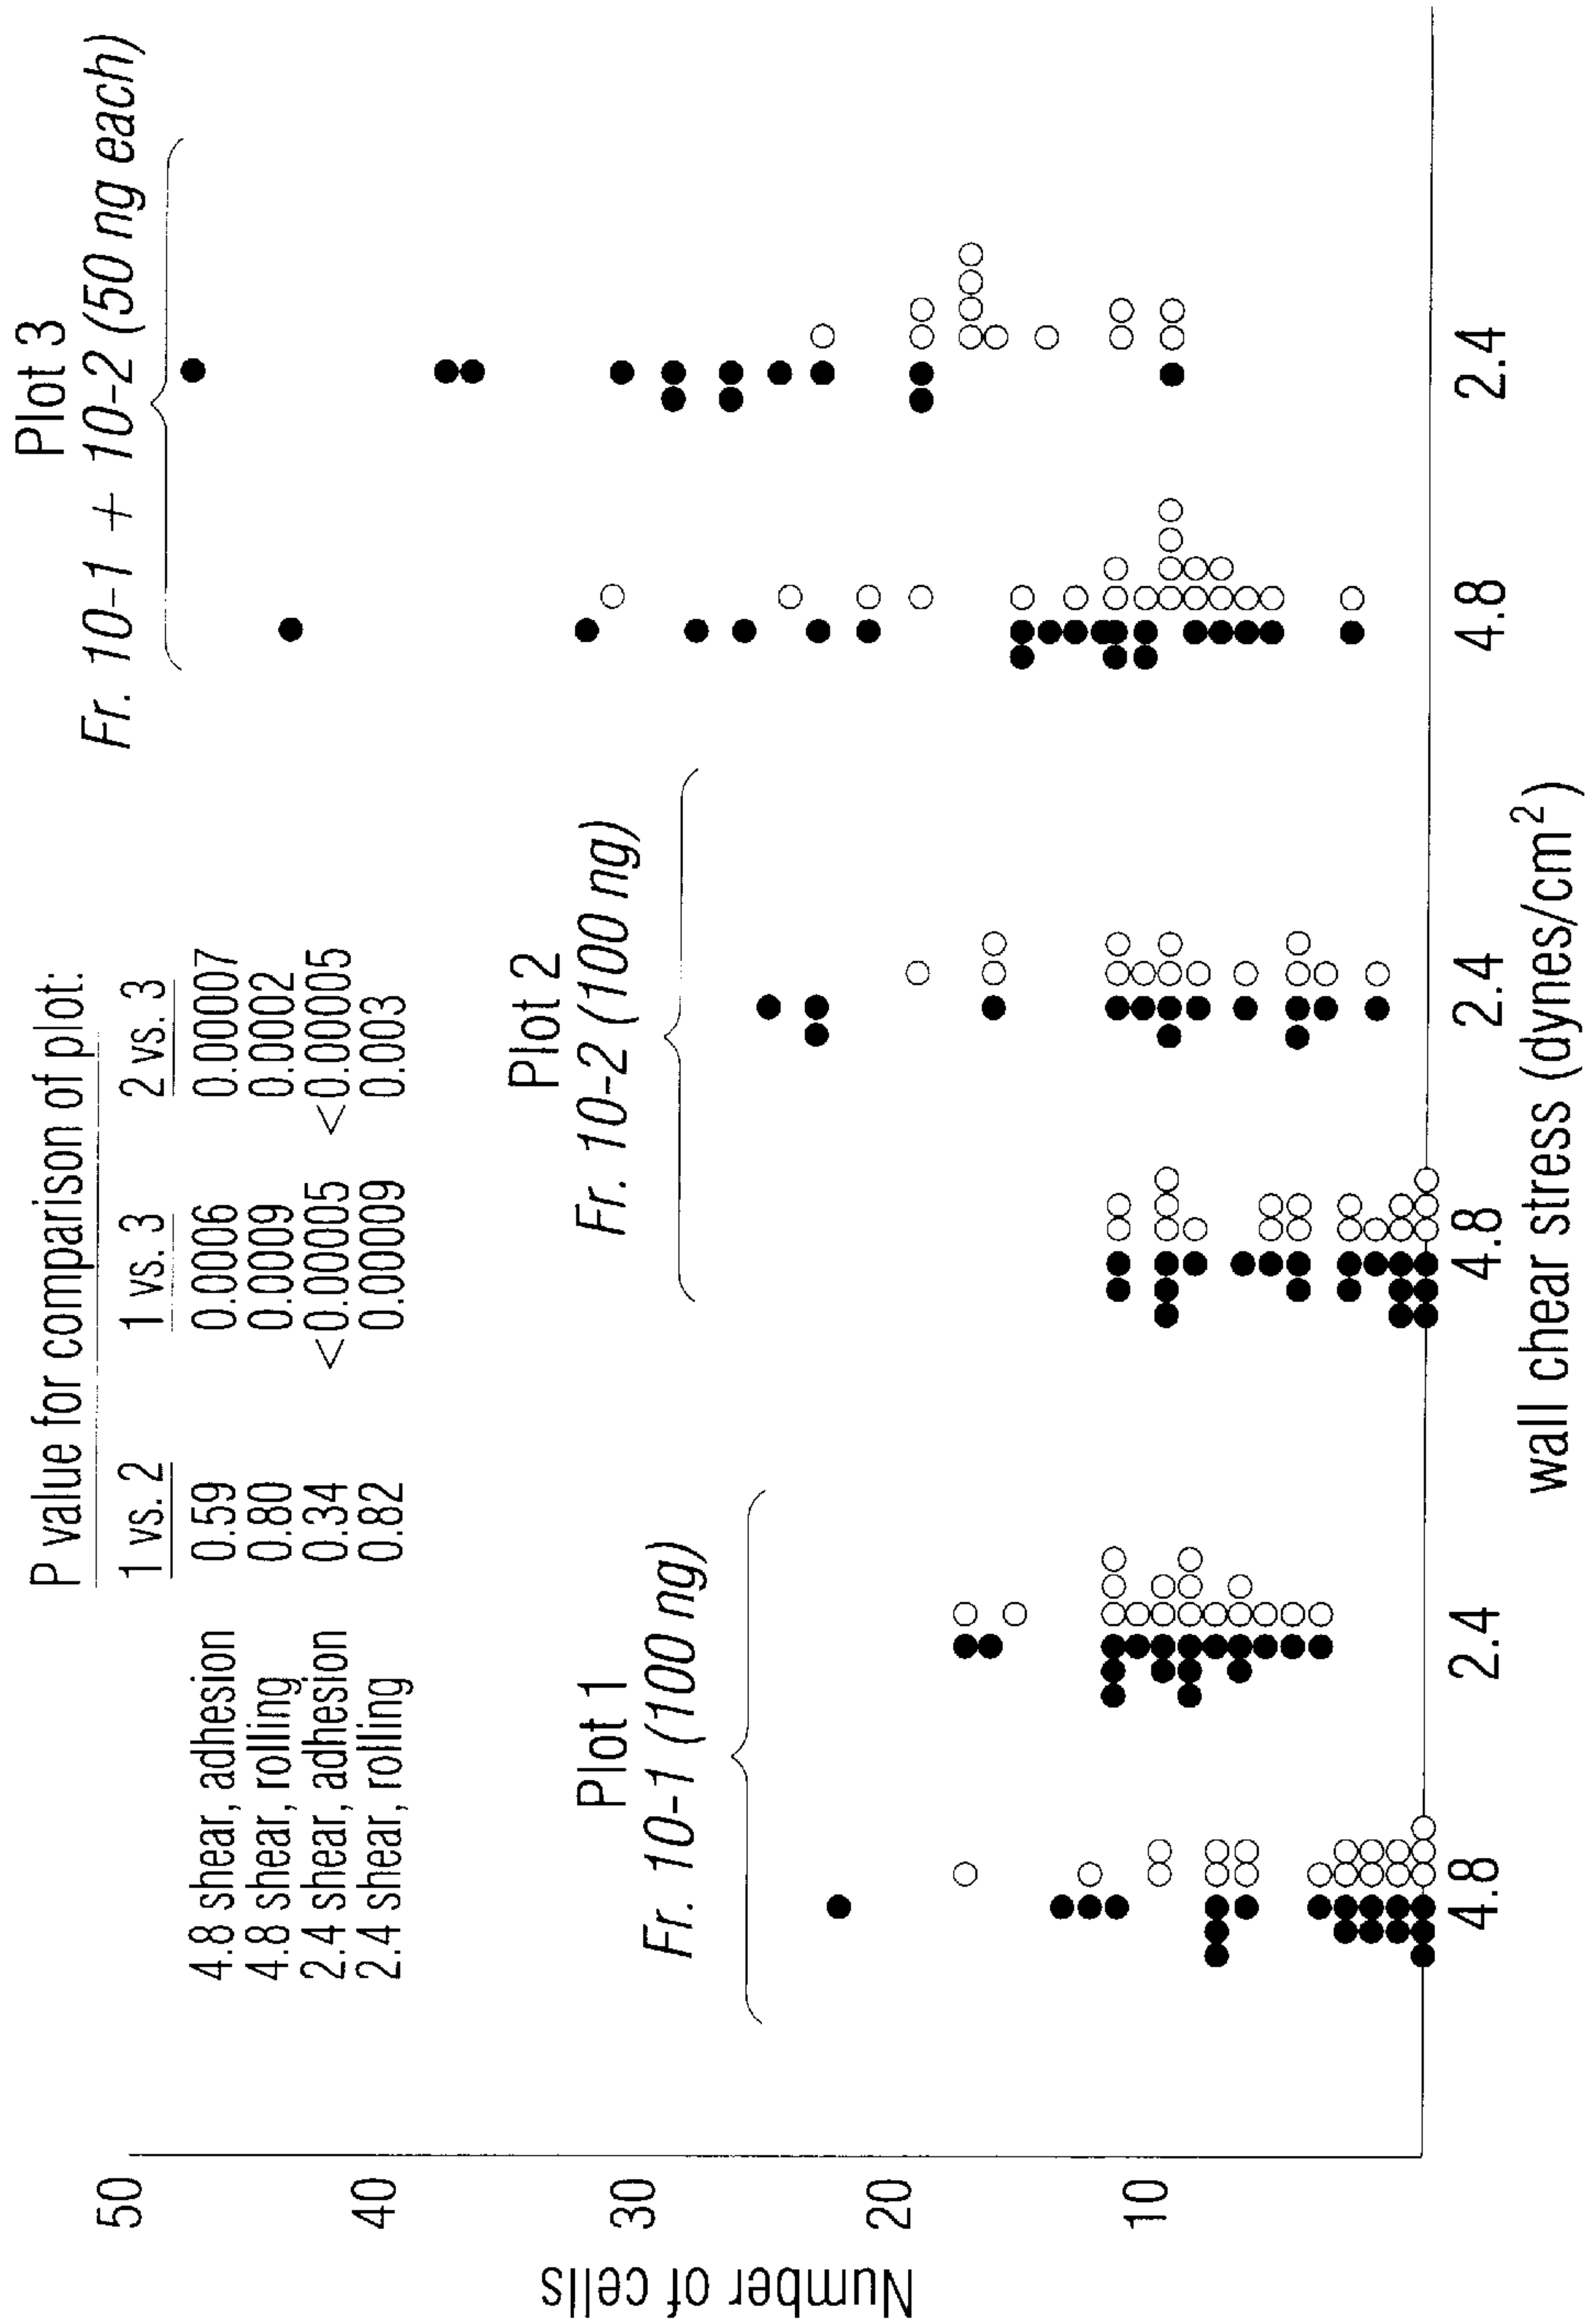 P value for comparison of plot:
1 vs. 2 1 vs. 3 2 vs. 3
4.8 shear, adhesion 0.59 0.0006 0.00007
4.8 shear, rolling 0.80 0.0009 0.0002
2.4 shear, adhesion 0.34 <0.00005 <0.00005
2.4 shear, rolling 0.82 0.00009 0.003
Plot 3
Fr. 10-1 + 10-2 (50 ng each)
Plot 2
Fr. 10-2 (100 ng)
Plot 1
Fr. 10-1 (100 ng)
Number of cells
50
40
30
20
10
4.8 2.4 4.8 2.4 4.8 2.4
wall chear stress (dynes/cm²)